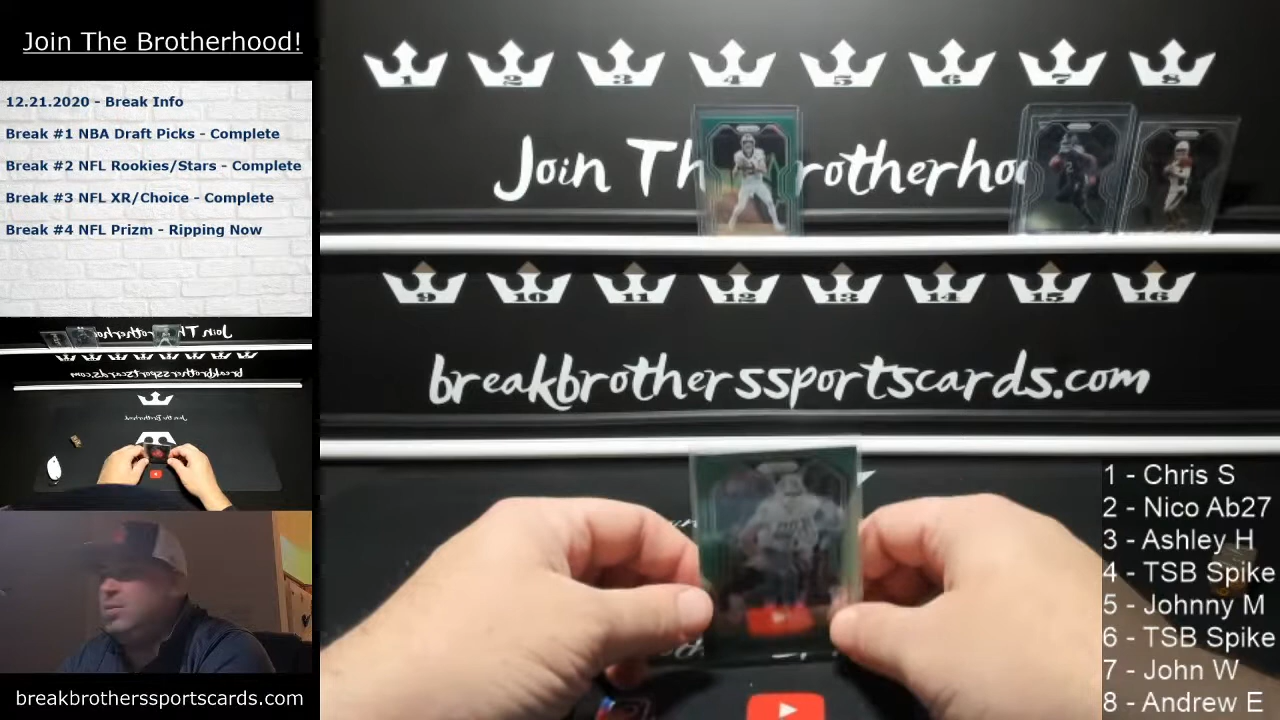 Join The Brotherhood!
12.21.2020 - Break Info
Break #1 NBA Draft Picks - Complete
Break #2 NFL Rookies/Stars - Complete
Break #3 NFL XR/Choice - Complete
Break #4 NFL Prizm - Ripping Now
breakbrotherssportscards.com
1 2 3 4 5 6 7 8
Join Th rotherhoo
9 10 11 12 13 14 15 16
breakbrotherssportscards.com
1 - Chris S
2 - Nico Ab27
3 - Ashley H
4 - TSB Spike
5 - Johnny M
6 - TSB Spike
7 - John W
8 - Andrew E